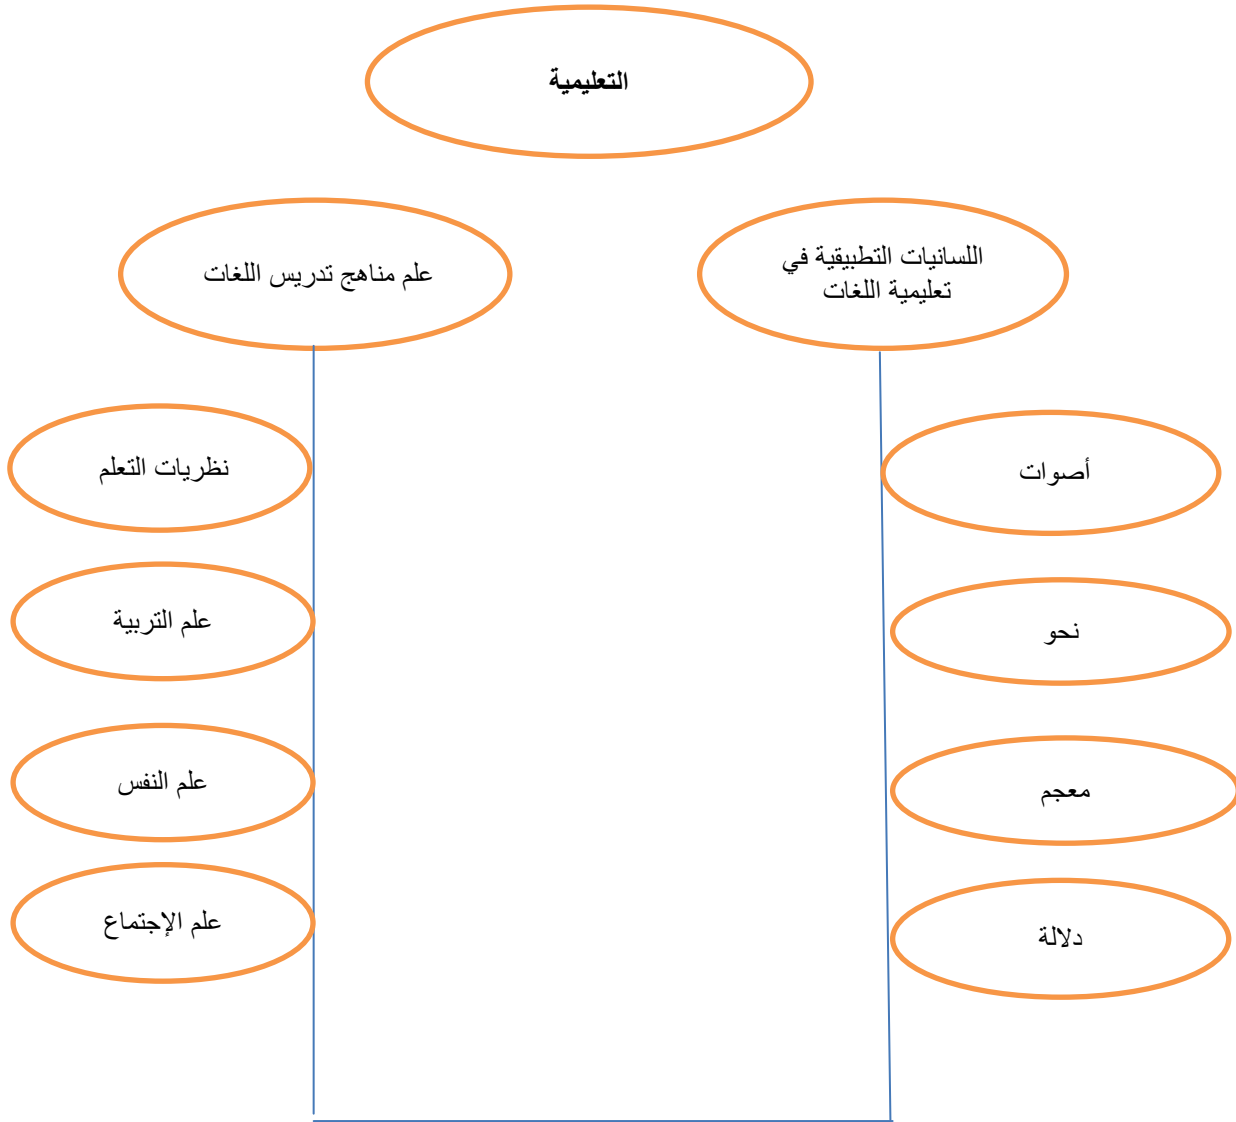 التعليمية
اللسانيات التطبيقية في
تعليمية اللغات
علم مناهج تدريس اللغات
أصوات
نحو
معجم
دلالة
نظريات التعلم
علم التربية
علم النفس
علم الإجتماع